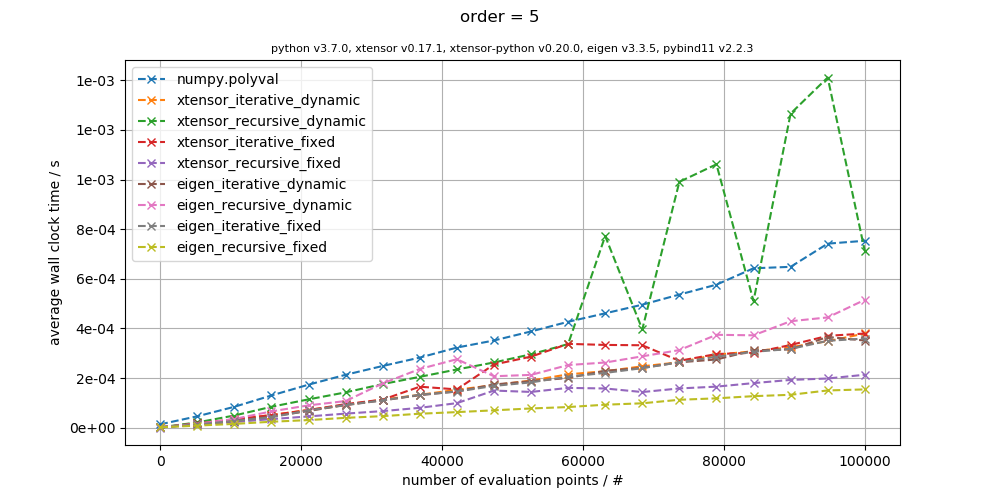 order = 5
python v3.7.0, xtensor v0.17.1, xtensor-python v0.20.0, eigen v3.3.5, pybind11 v2.2.3
numpy.polyval
xtensor_iterative_dynamic
xtensor_recursive_dynamic
xtensor_iterative_fixed
xtensor_recursive_fixed
eigen_iterative_dynamic
eigen_recursive_dynamic
eigen_iterative_fixed
eigen_recursive_fixed
average wall clock time / s
1e-03
1e-03
1e-03
8e-04
6e-04
4e-04
2e-04
0e+00
0
20000
40000
60000
80000
100000
number of evaluation points / #